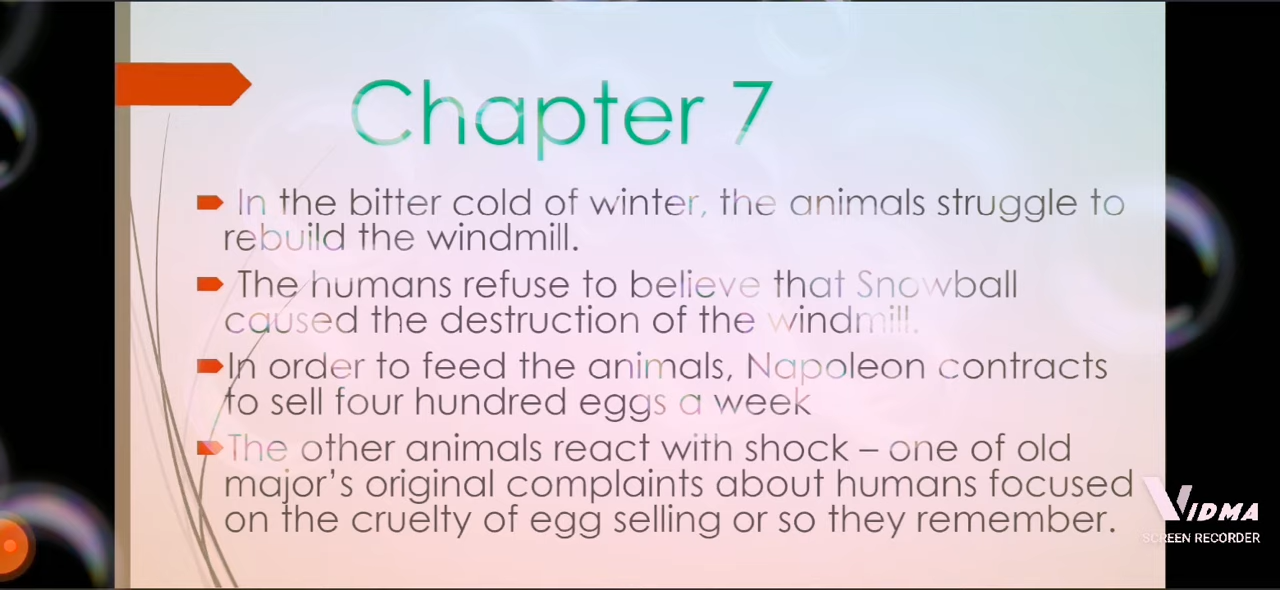 Chapter 7
In the bitter cold of winter, the animals struggle to
rebuild the windmill.
The humans refuse to believe that Snowball
caused the destruction of the windmill.
In order to feed the animals, Napoleon contracts
to sell four hundred eggs a week
The other animals react with shock – one of old
major’s original complaints about humans focused
on the cruelty of egg selling or so they remember.
VIDMA
SCREEN RECORDER